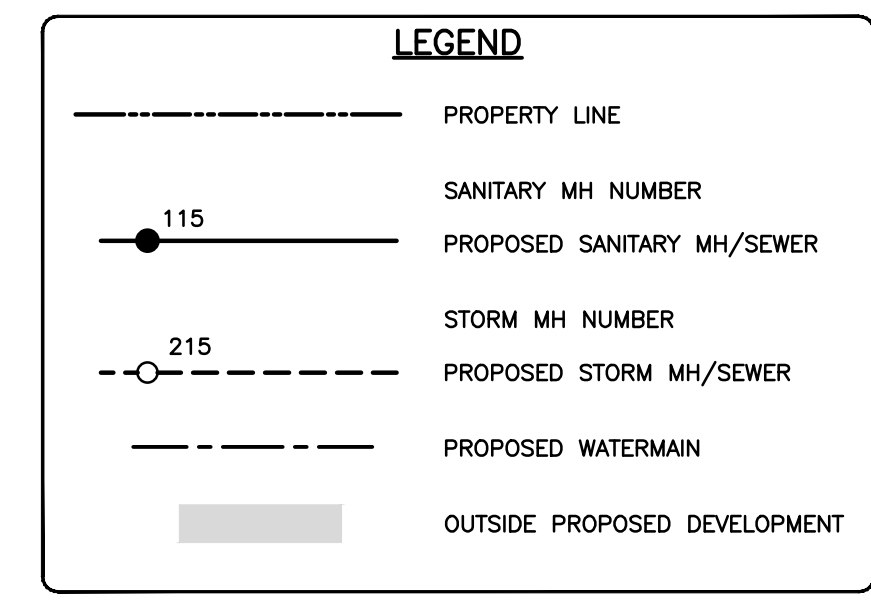 LEGEND
PROPERTY LINE
SANITARY MH NUMBER
115
PROPOSED SANITARY MH/SEWER
STORM MH NUMBER
215
PROPOSED STORM MH/SEWER
PROPOSED WATERMAIN
OUTSIDE PROPOSED DEVELOPMENT